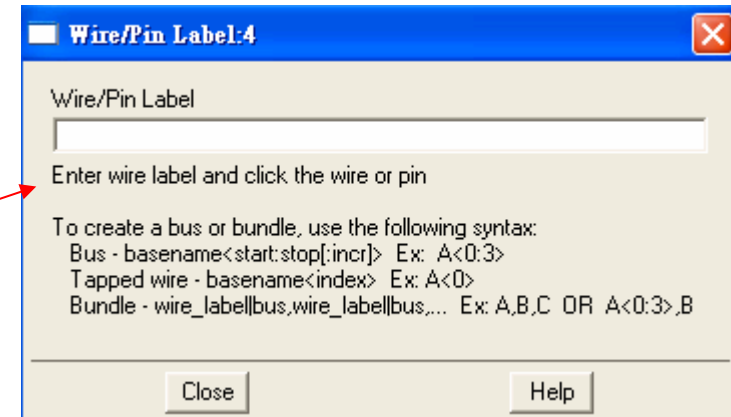 Wire/Pin Label:4
Wire/Pin Label
Enter wire label and click the wire or pin
To create a bus or bundle, use the following syntax:
Bus - basename<start:stop[:incr]> Ex: A<0:3>
Tapped wire - basename<index> Ex: A<0>
Bundle - wire_label|bus,wire_label|bus,... Ex: A,B,C OR A<0:3>,B
Close Help